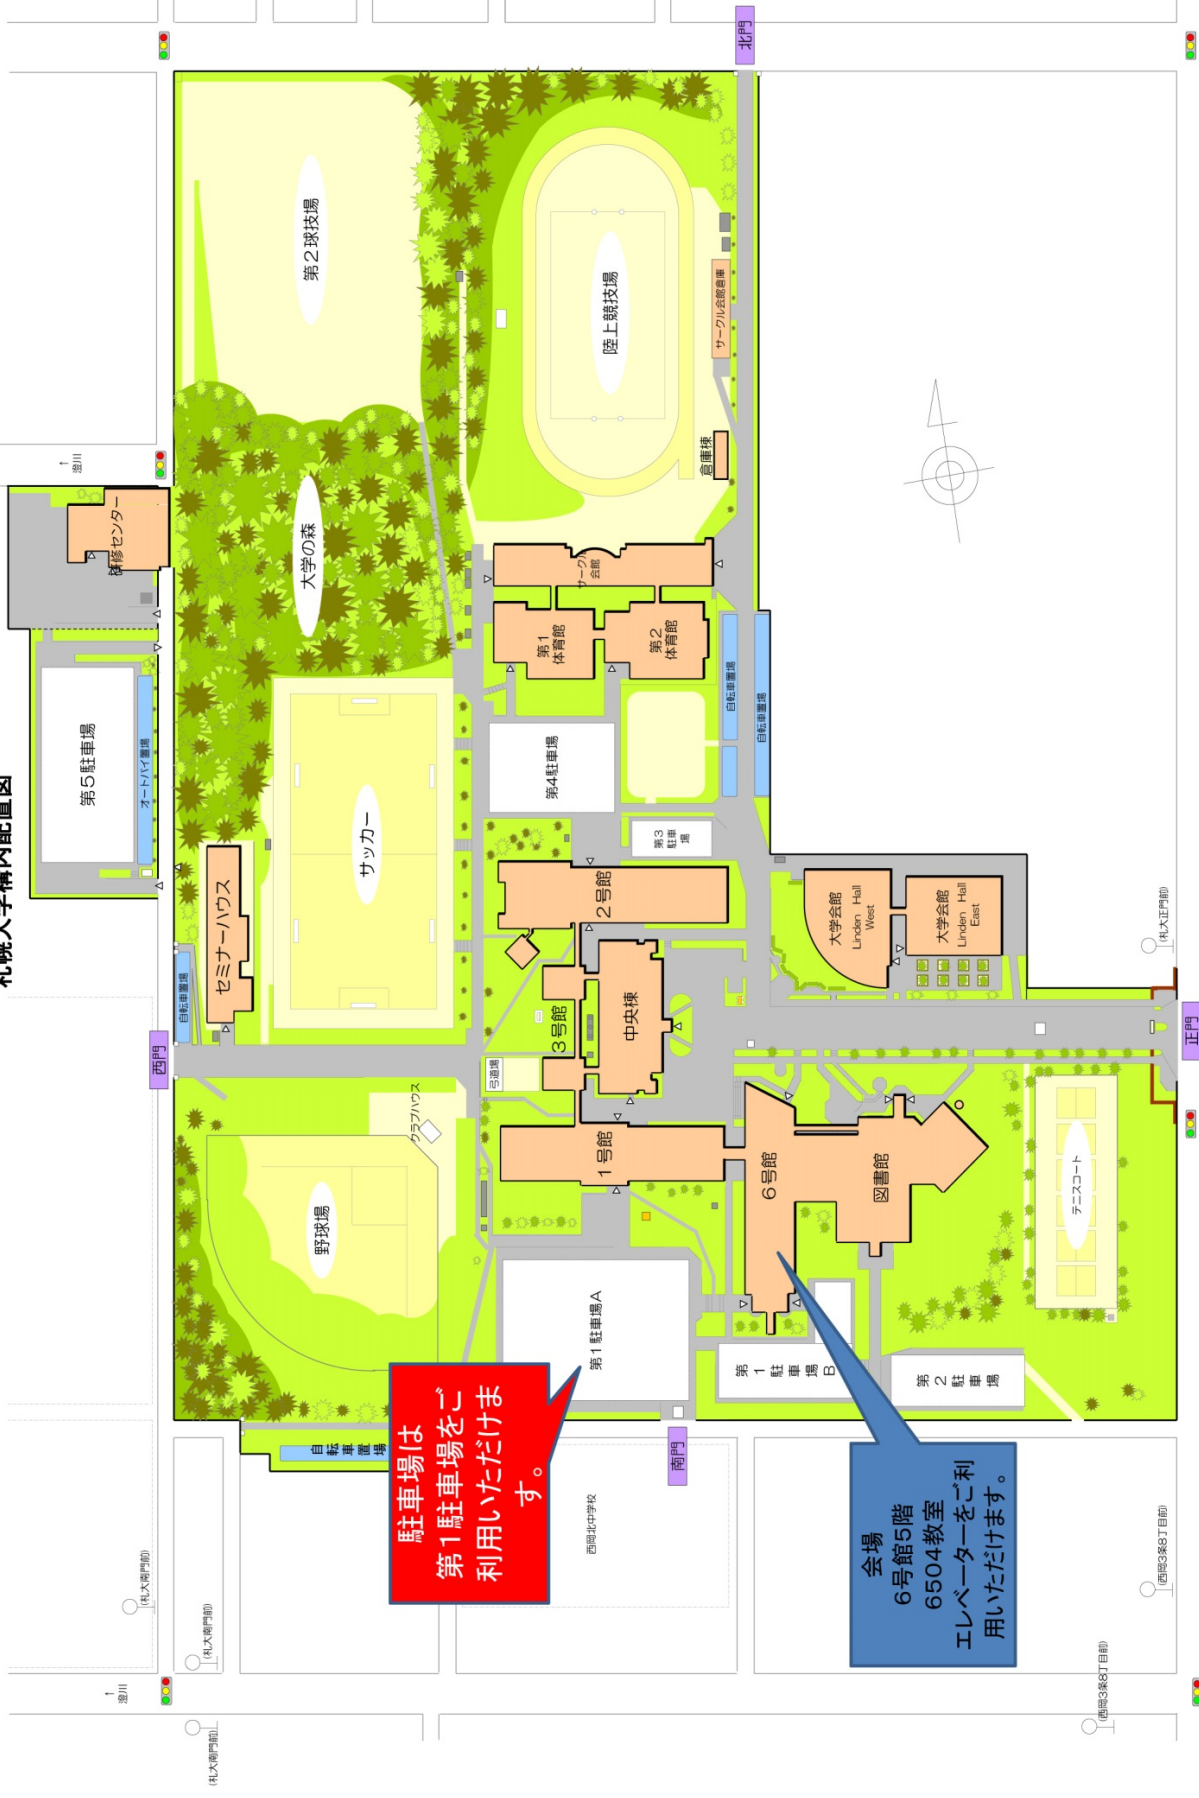 札幌大学構内配置図
北門
第2球技場
陸上競技場
サークル会館倉庫
倉庫棟
↑
澄川
研修センター
大学の森
サークル
会館
第1
体育館
第2
体育館
自転車置場
自転車置場
第5駐車場
オートバイ置場
第4駐車場
第3
駐車
場
サッカー
セミナーハウス
自転車置場
2号館
3号館
中央棟
大学会館
Linden Hall
West
大学会館
Linden Hall
East
(札大正門前)
西門
正門
弓道場
クラブハウス
野球場
1号館
6号館
図書館
テニスコート
第1駐車場A
第
1
駐
車
場
B
第
2
駐
車
場
南門
自
転
車
置
場
駐車場は
第1駐車場をご
利用いただけま
す。
会場
6号館5階
6504教室
エレベーターをご利
用いただけます。
西岡北中学校
(札大南門前)
(札大南門前)
(札大南門前)
↑
澄川
(西岡3条8丁目前)
(西岡3条8丁目前)